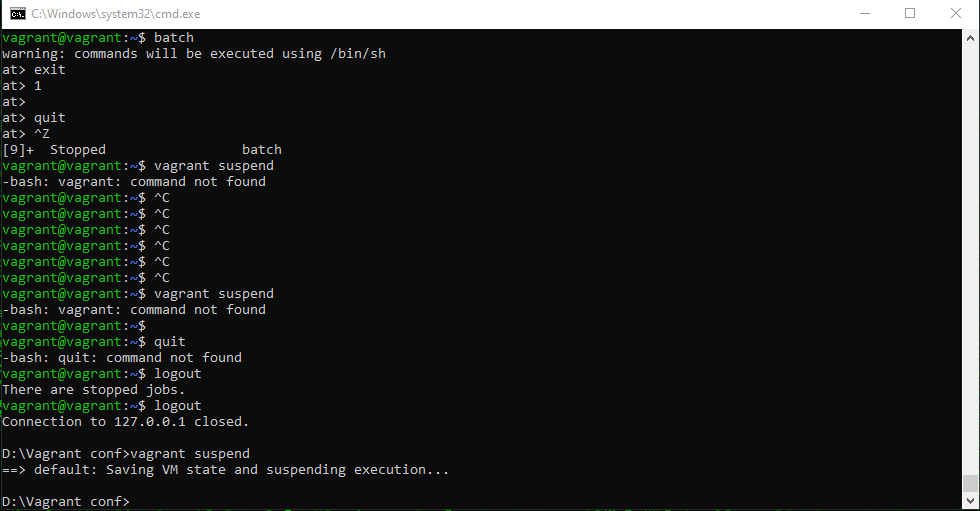 C:\Windows\system32\cmd.exe
vagrant@vagrant:~$ batch
warning: commands will be executed using /bin/sh
at> exit
at> 1
at>
at> quit
at> ^Z
[9]+  Stopped                 batch
vagrant@vagrant:~$ vagrant suspend
-bash: vagrant: command not found
vagrant@vagrant:~$ ^C
vagrant@vagrant:~$ ^C
vagrant@vagrant:~$ ^C
vagrant@vagrant:~$ ^C
vagrant@vagrant:~$ ^C
vagrant@vagrant:~$ ^C
vagrant@vagrant:~$ vagrant suspend
-bash: vagrant: command not found
vagrant@vagrant:~$
vagrant@vagrant:~$ quit
-bash: quit: command not found
vagrant@vagrant:~$ logout
There are stopped jobs.
vagrant@vagrant:~$ logout
Connection to 127.0.0.1 closed.
D:\Vagrant conf>vagrant suspend
==> default: Saving VM state and suspending execution...
D:\Vagrant conf>